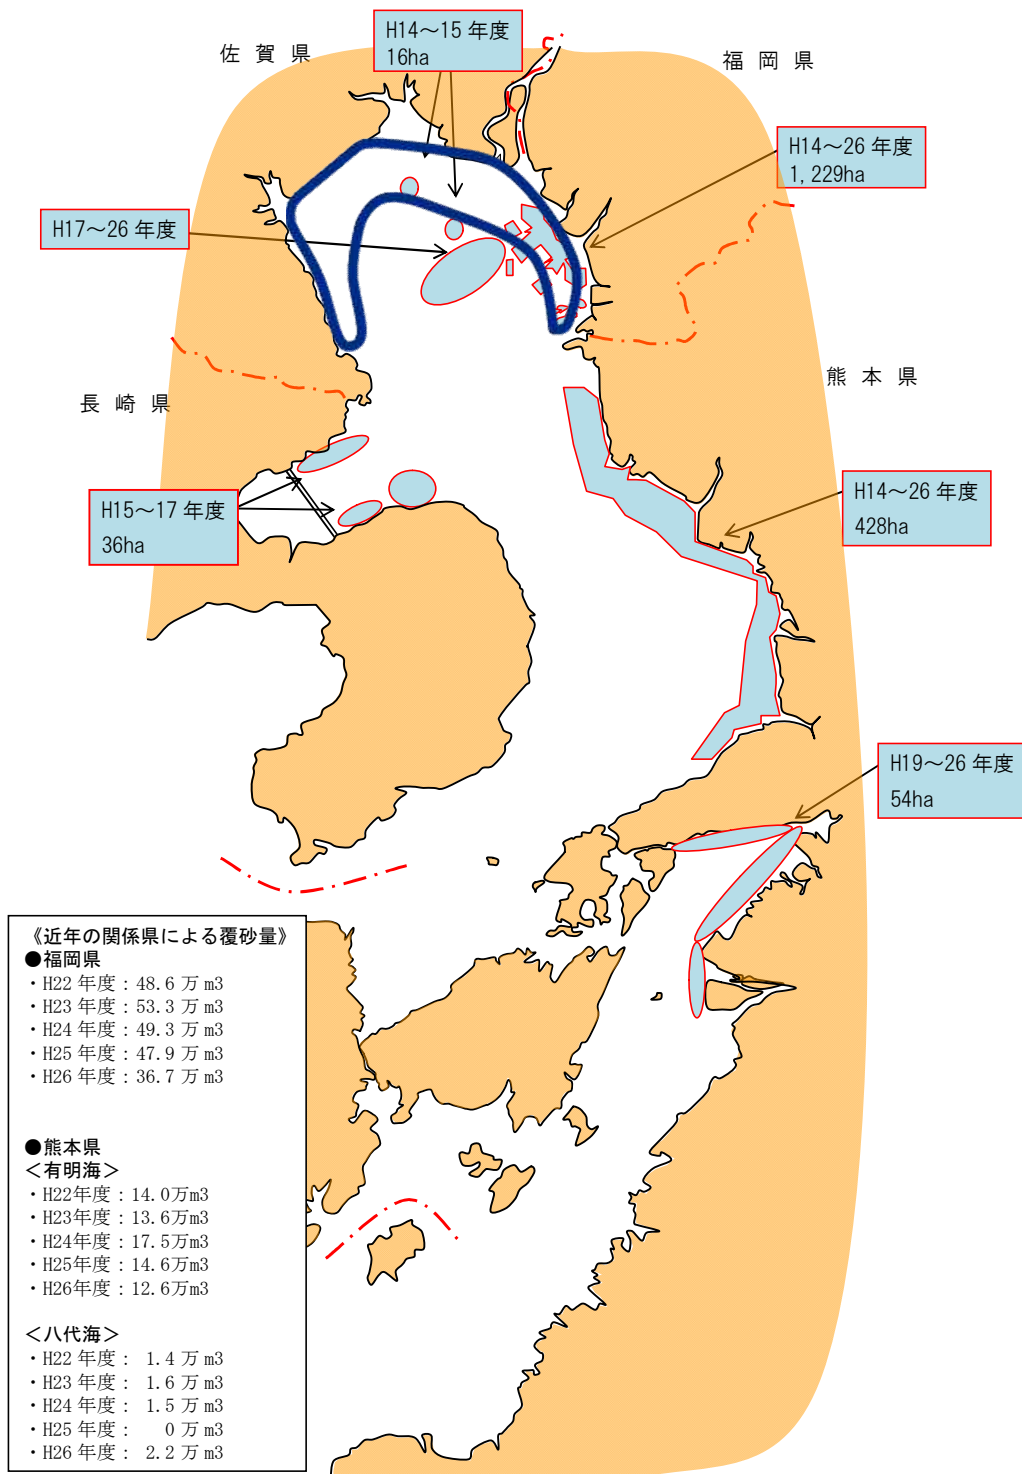 佐賀県
H14～15 年度
16ha
福岡県
H14～26 年度
1,229ha
H17～26 年度
長崎県
熊本県
H15～17 年度
36ha
H14～26 年度
428ha
H19～26 年度
54ha
《近年の関係県による覆砂量》
●福岡県
・H22 年度：48.6 万 m3
・H23 年度：53.3 万 m3
・H24 年度：49.3 万 m3
・H25 年度：47.9 万 m3
・H26 年度：36.7 万 m3
●熊本県
＜有明海＞
・H22年度：14.0万m3
・H23年度：13.6万m3
・H24年度：17.5万m3
・H25年度：14.6万m3
・H26年度：12.6万m3
＜八代海＞
・H22 年度： 1.4 万 m3
・H23 年度： 1.6 万 m3
・H24 年度： 1.5 万 m3
・H25 年度： 0 万 m3
・H26 年度： 2.2 万 m3